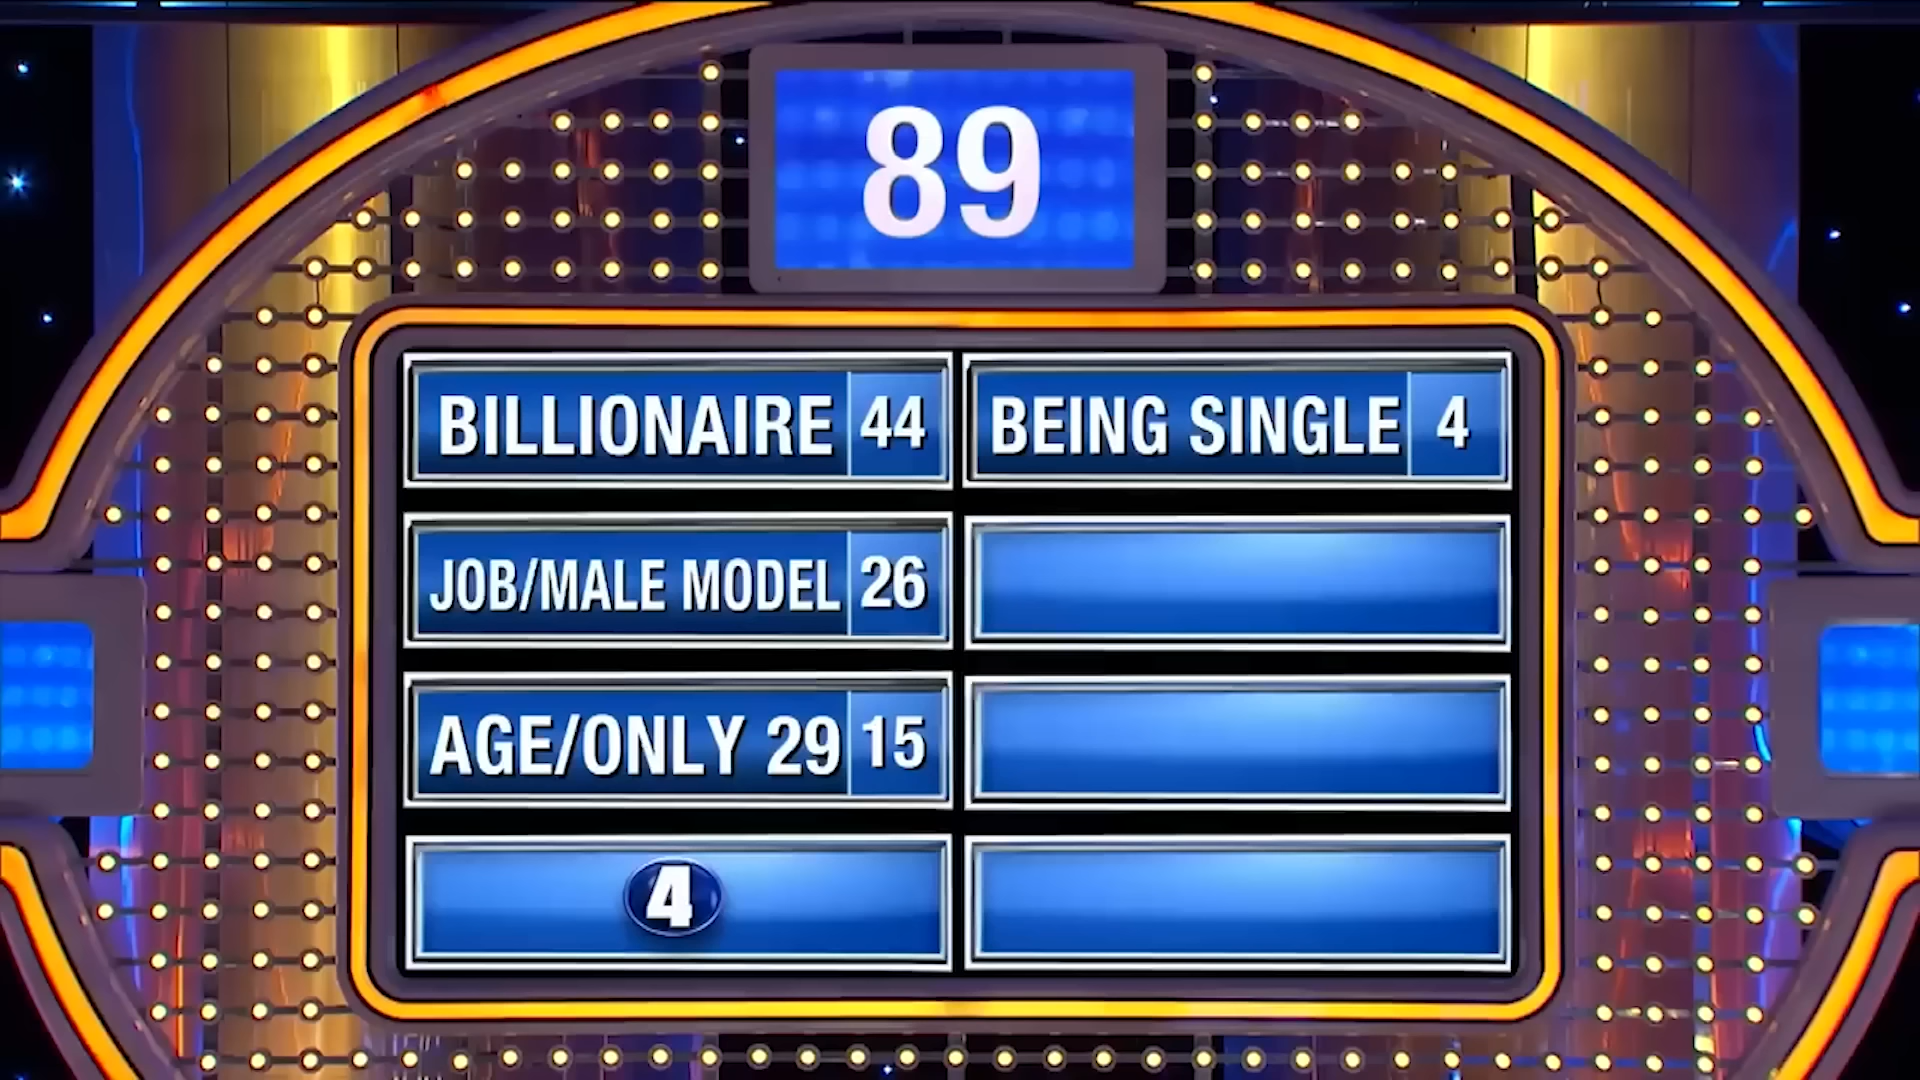 89
BILLIONAIRE 44
BEING SINGLE 4
JOB/MALE MODEL 26
AGE/ONLY 29 15
4